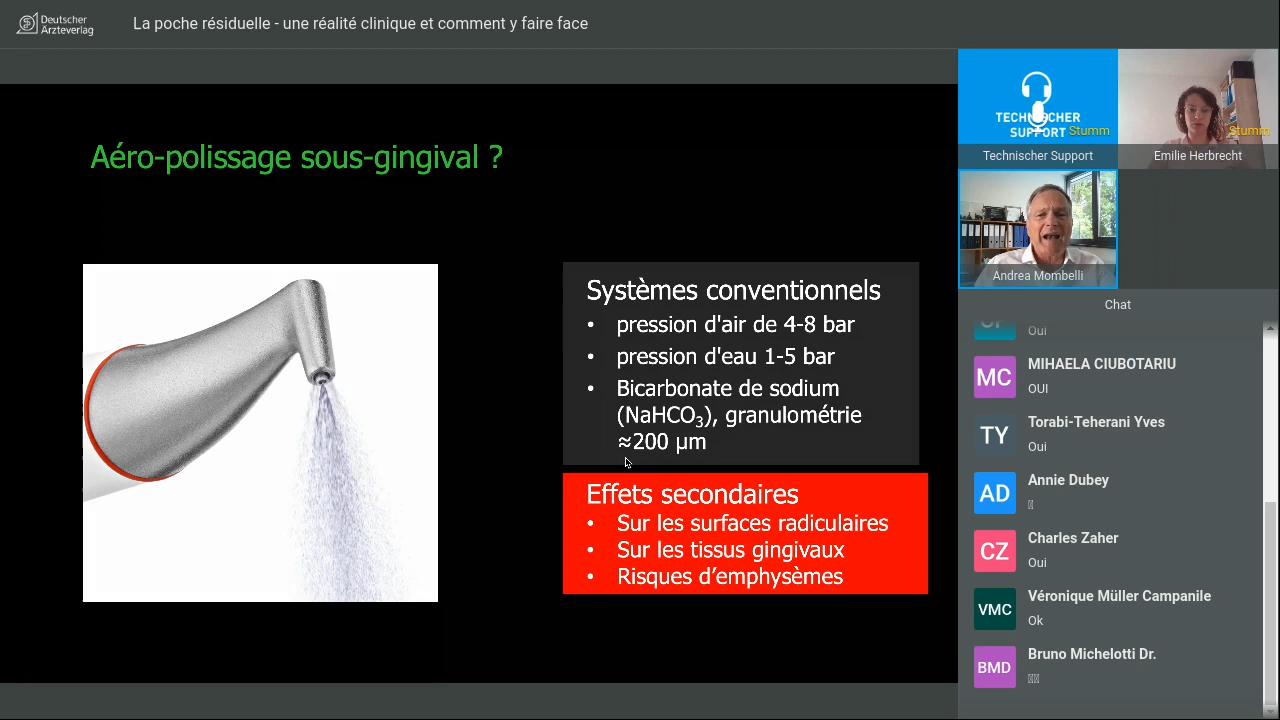 Deutscher
Ärzteverlag
La poche résiduelle - une réalité clinique et comment y faire face
Aéro-polissage sous-gingival ?
Systèmes conventionnels
• pression d'air de 4-8 bar
• pression d'eau 1-5 bar
• Bicarbonate de sodium
(NaHCO₃), granulométrie
≈200 µm
Effets secondaires
• Sur les surfaces radiculaires
• Sur les tissus gingivaux
• Risques d’emphysèmes
TECHNISCHER
SUPPORT
Stumm
Technischer Support
Stumm
Emilie Herbrecht
Andrea Mombelli
Chat
Oui
MC
MIHAELA CIUBOTARIU
OUI
TY
Torabi-Teherani Yves
Oui
AD
Annie Dubey
CZ
Charles Zaher
Oui
VMC
Véronique Müller Campanile
Ok
BMD
Bruno Michelotti Dr.